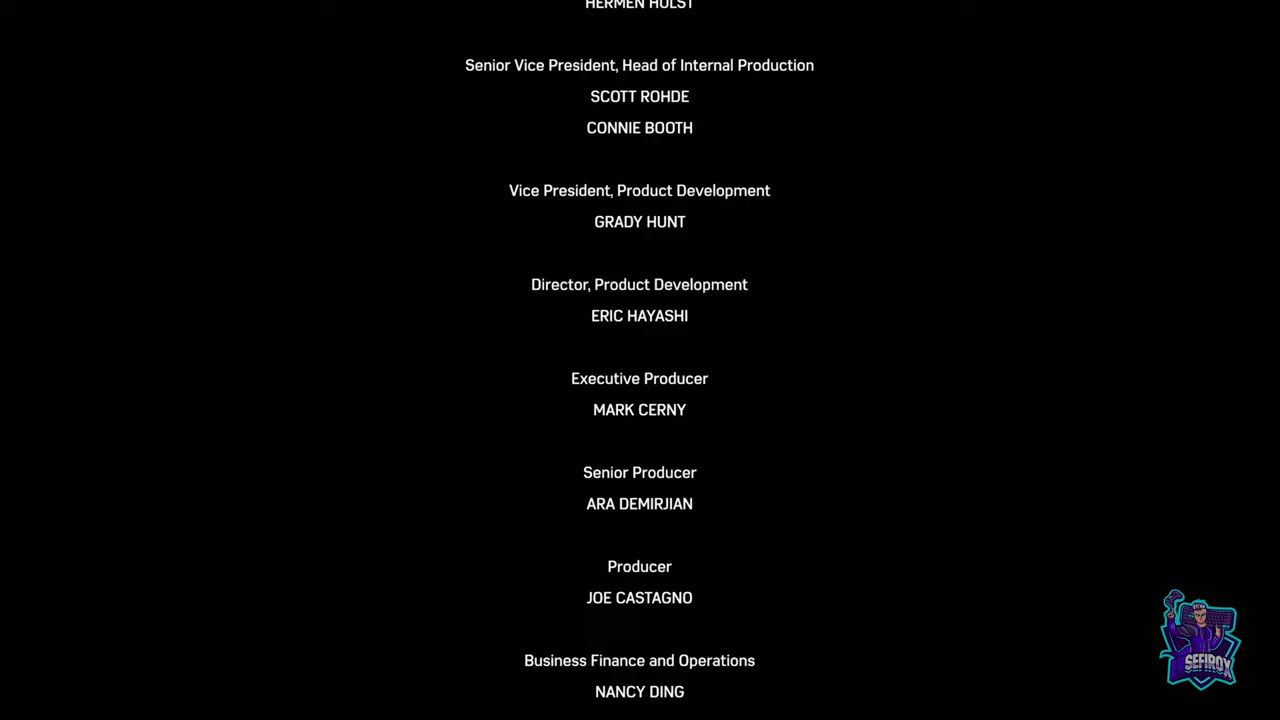 HERMEN HULST
Senior Vice President, Head of Internal Production
SCOTT ROHDE
CONNIE BOOTH
Vice President, Product Development
GRADY HUNT
Director, Product Development
ERIC HAYASHI
Executive Producer
MARK CERNY
Senior Producer
ARA DEMIRJIAN
Producer
JOE CASTAGNO
Business Finance and Operations
NANCY DING
SEFIROX